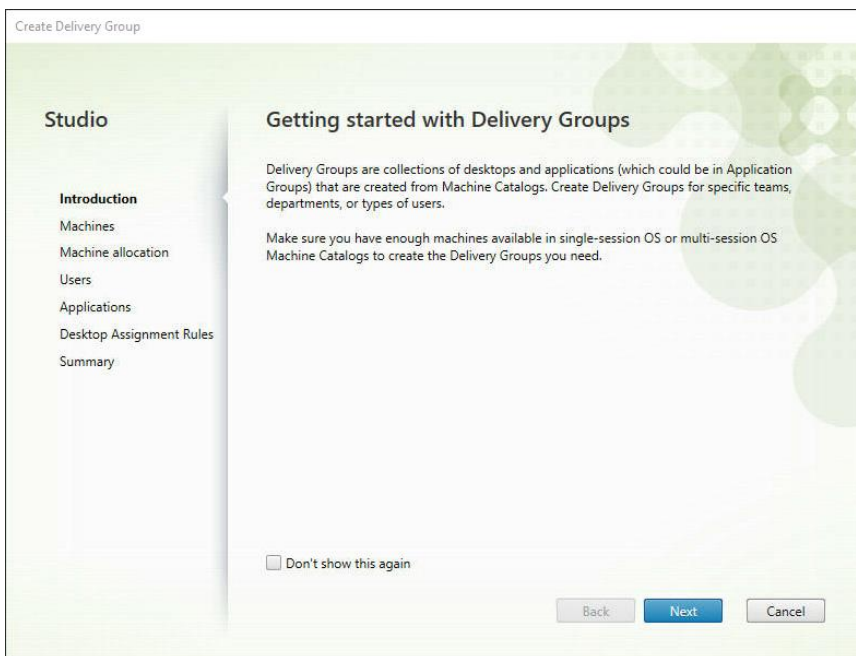 Create Delivery Group
Studio
Introduction
Machines
Machine allocation
Users
Applications
Desktop Assignment Rules
Summary
Getting started with Delivery Groups
Delivery Groups are collections of desktops and applications (which could be in Application
Groups) that are created from Machine Catalogs. Create Delivery Groups for specific teams,
departments, or types of users.
Make sure you have enough machines available in single-session OS or multi-session OS
Machine Catalogs to create the Delivery Groups you need.
Don't show this again
Back
Next
Cancel